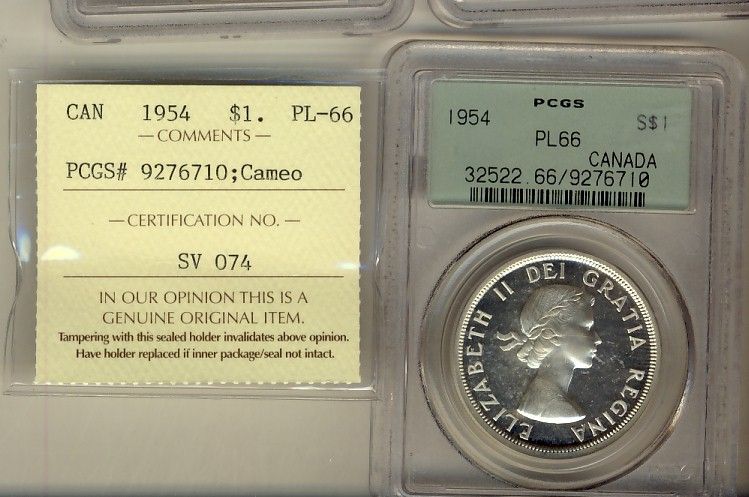 CAN 1954 $1. PL-66
— COMMENTS —
PCGS# 9276710;Cameo
— CERTIFICATION NO. —
SV 074
IN OUR OPINION THIS IS A
GENUINE ORIGINAL ITEM.
Tampering with this sealed holder invalidates above opinion.
Have holder replaced if inner package/seal not intact.
PCGS
1954 S$1
PL66
CANADA
32522.66/9276710
ELIZABETH II DEI GRATIA REGINA